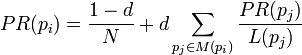 PR(p_i) = \frac{1-d}{N} + d \sum_{p_j \in M(p_i)} \frac{PR(p_j)}{L(p_j)}